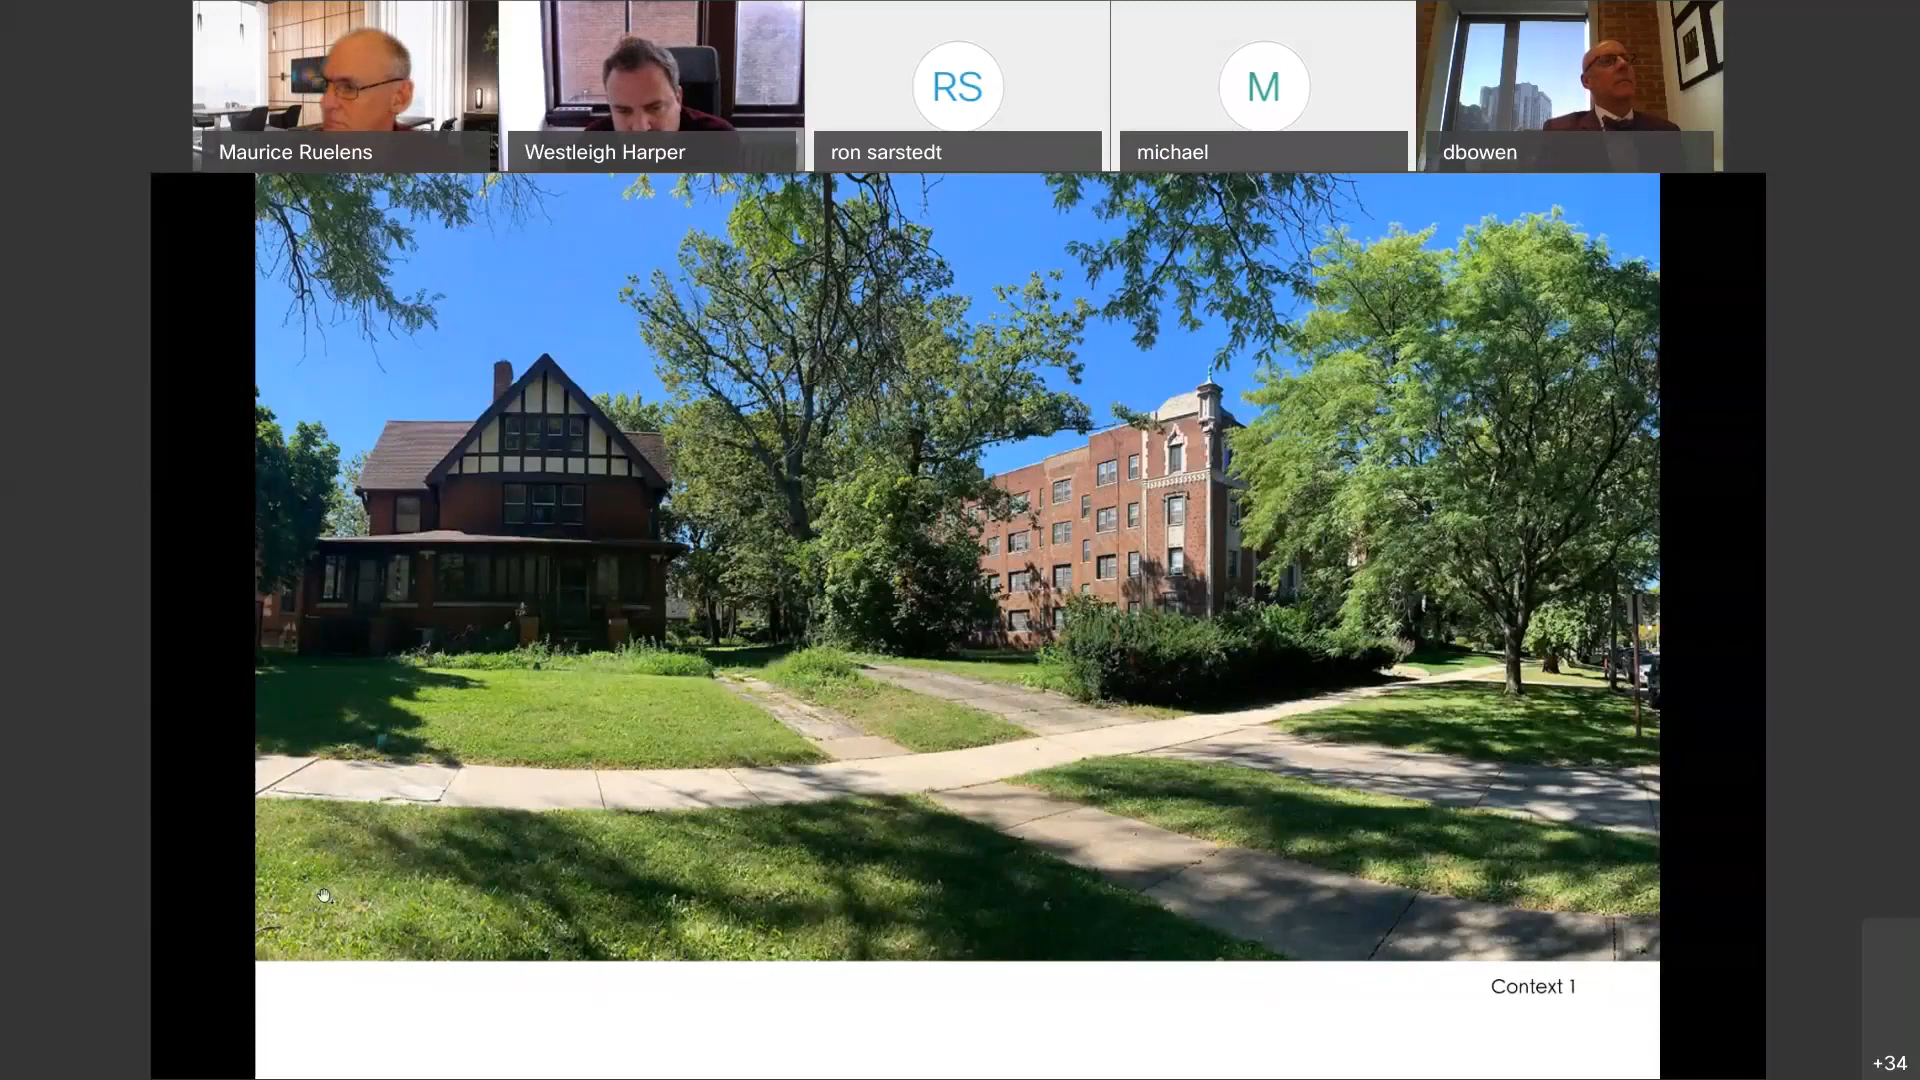 RS
M
Maurice Ruelens
Westleigh Harper
ron sarstedt
michael
dbowen
Context 1
+34